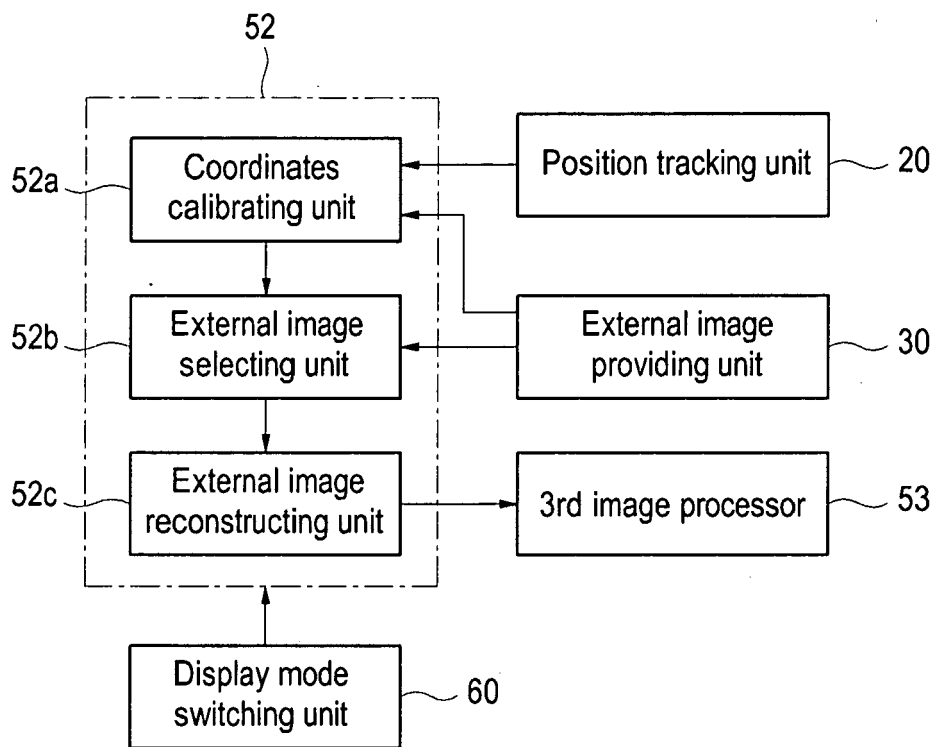 52
52a
Coordinates
calibrating unit
Position tracking unit
20
52b
External image
selecting unit
External image
providing unit
30
52c
External image
reconstructing unit
3rd image processor
53
Display mode
switching unit
60